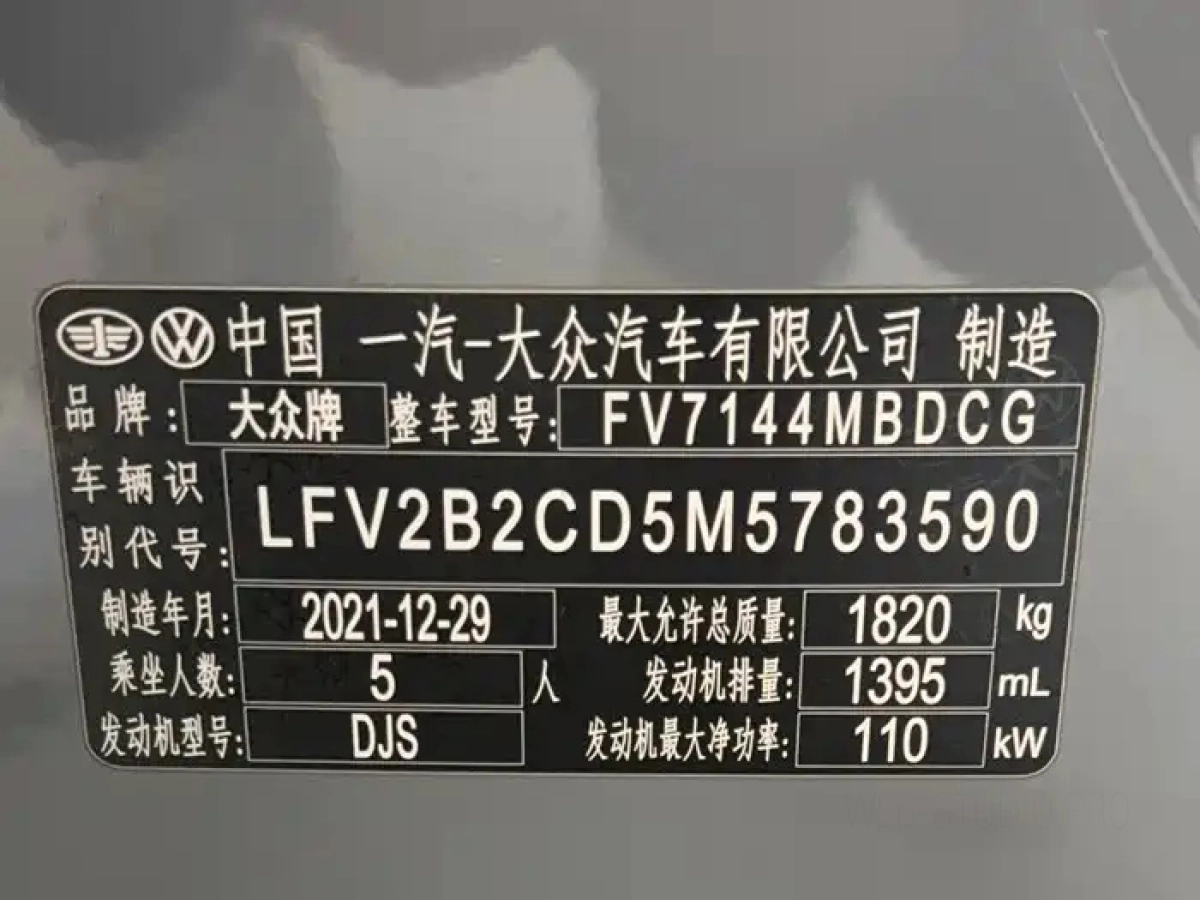 中国 一汽-大众汽车有限公司 制造
品牌: 大众牌 整车型号: FV7144MBDCG
车辆识别代号: LFV2B2CD5M5783590
制造年月: 2021-12-29 最大允许总质量: 1820 kg
乘坐人数: 5 人 发动机排量: 1395 mL
发动机型号: DJS 发动机最大净功率: 110 kW